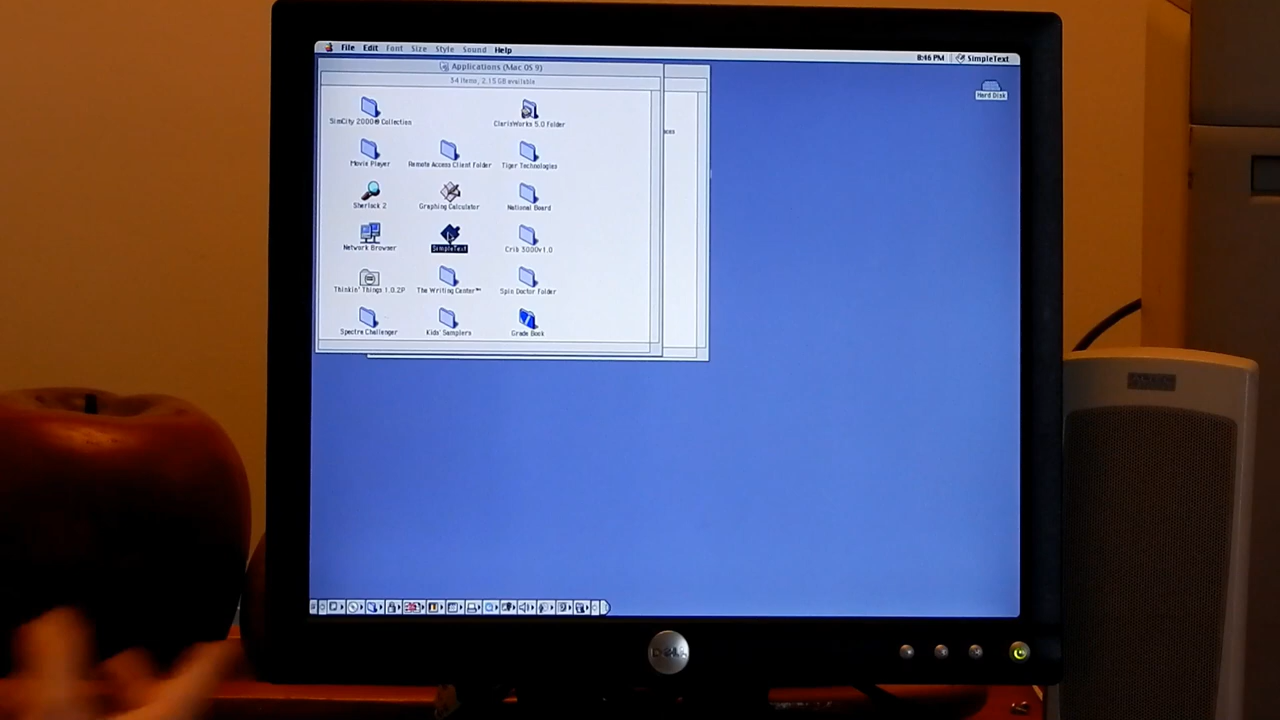 File Edit Font Size Style Sound Help
8:46 PM SimpleText
Applications (Mac OS 9)
34 items, 2.15 GB available
Hard Disk
SimCity 2000® Collection
ClarisWorks 5.0 Folder
Movie Player
Remote Access Client Folder
Tiger Technologies
Sherlock 2
Graphing Calculator
National Board
Network Browser
SimpleText
Crib 3000v1.0
Thinkin' Things 1.0.2P
The Writing Center™
Spin Doctor Folder
Spectre Challenger
Kids' Samplers
Grade Book
DELL